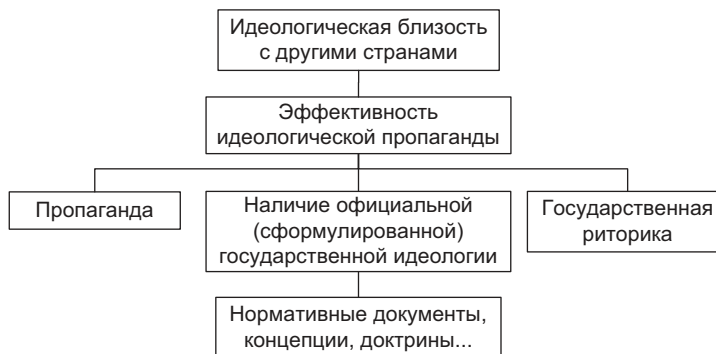 Идеологическая близость
с другими странами
Эффективность
идеологической пропаганды
Пропаганда
Наличие официальной
(сформулированной)
государственной идеологии
Государственная
риторика
Нормативные документы,
концепции, доктрины...